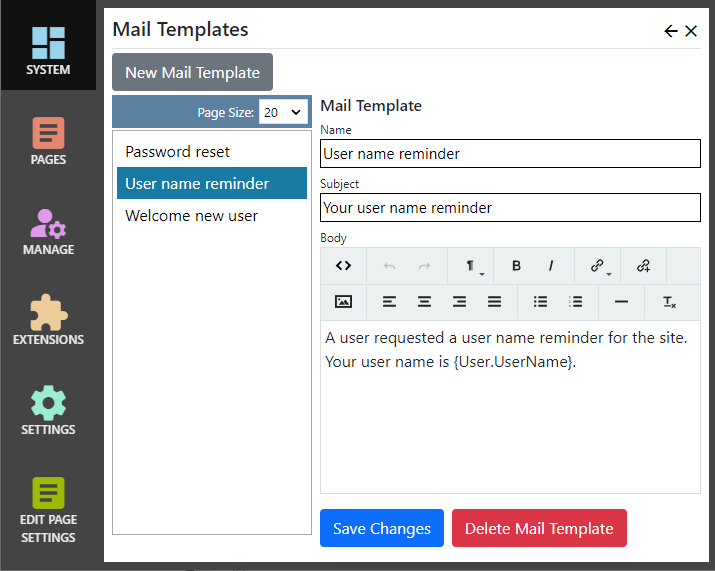 SYSTEM
PAGES
MANAGE
EXTENSIONS
SETTINGS
EDIT PAGE
SETTINGS
Mail Templates
New Mail Template
Page Size: 20
Password reset
User name reminder
Welcome new user
Mail Template
Name
User name reminder
Subject
Your user name reminder
Body
B I
A user requested a user name reminder for the site.
Your user name is {User.UserName}.
Save Changes
Delete Mail Template